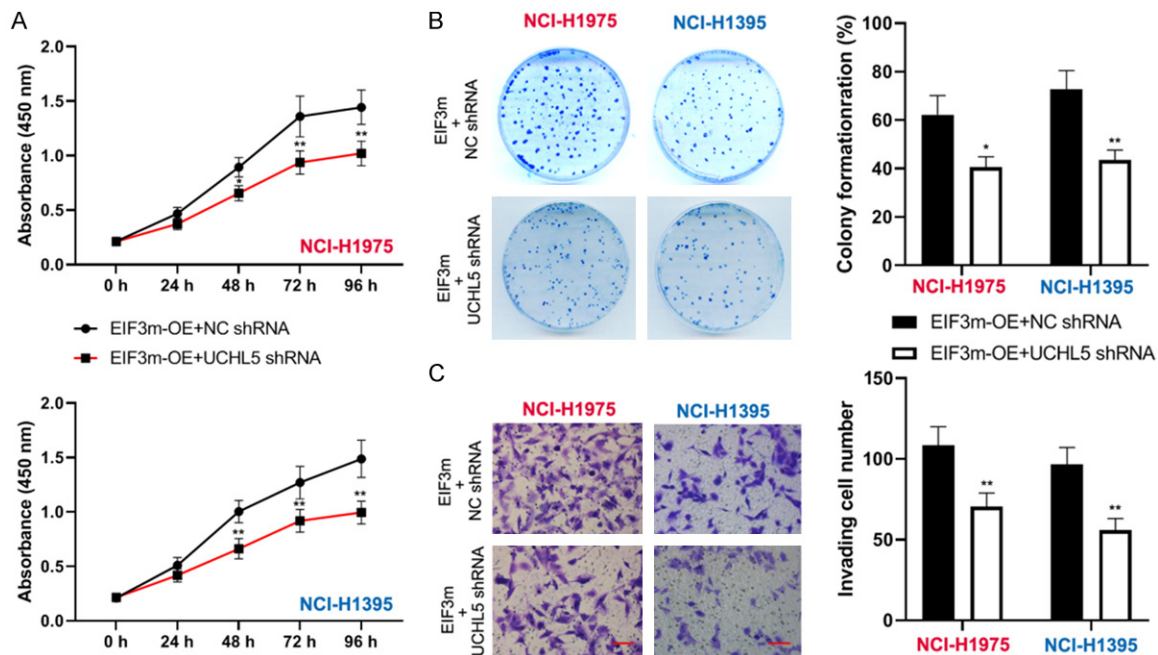 A
Absorbance (450 nm)
2.0
1.5
1.0
0.5
0.0
*
**
**
NCI-H1975
0 h 24 h 48 h 72 h 96 h
EIF3m-OE+NC shRNA
EIF3m-OE+UCHL5 shRNA
Absorbance (450 nm)
2.0
1.5
1.0
0.5
0.0
**
**
**
NCI-H1395
0 h 24 h 48 h 72 h 96 h
B
NCI-H1975 NCI-H1395
EIF3m
+
NC shRNA
EIF3m
+
UCHL5 shRNA
Colony formationration (%)
80
60
40
20
0
*
**
NCI-H1975 NCI-H1395
EIF3m-OE+NC shRNA
EIF3m-OE+UCHL5 shRNA
C
NCI-H1975 NCI-H1395
EIF3m
+
NC shRNA
EIF3m
+
UCHL5 shRNA
Invading cell number
150
100
50
0
**
**
NCI-H1975 NCI-H1395